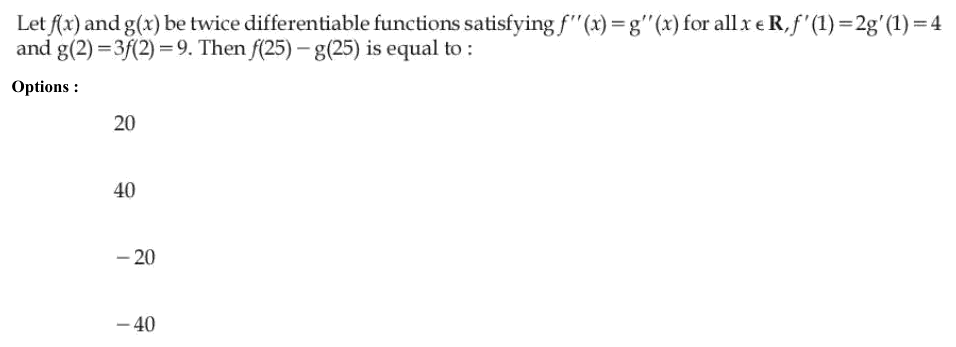 Let f(x) and g(x) be twice differentiable functions satisfying f''(x) = g''(x) for all x ϵ R, f'(1) = 2g'(1) = 4
and g(2) = 3f(2) = 9. Then f(25) – g(25) is equal to :
Options :
20
40
– 20
– 40